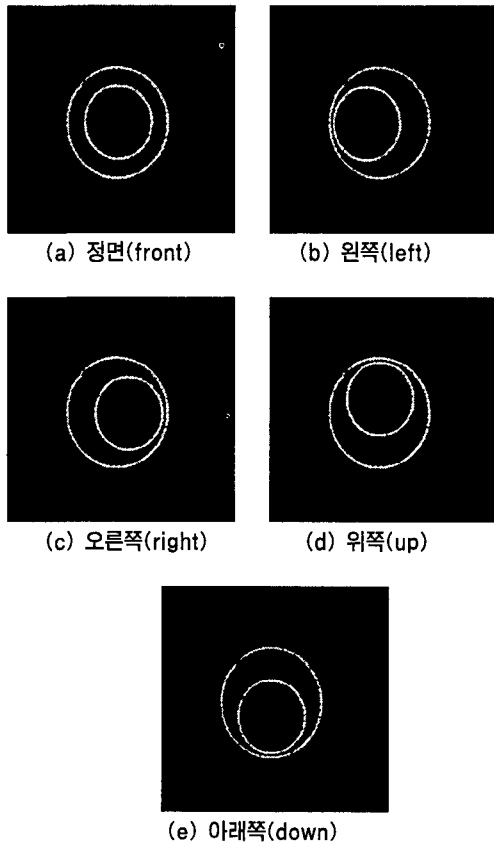 (a) 정면(front)
(b) 왼쪽(left)
(c) 오른쪽(right)
(d) 위쪽(up)
(e) 아래쪽(down)